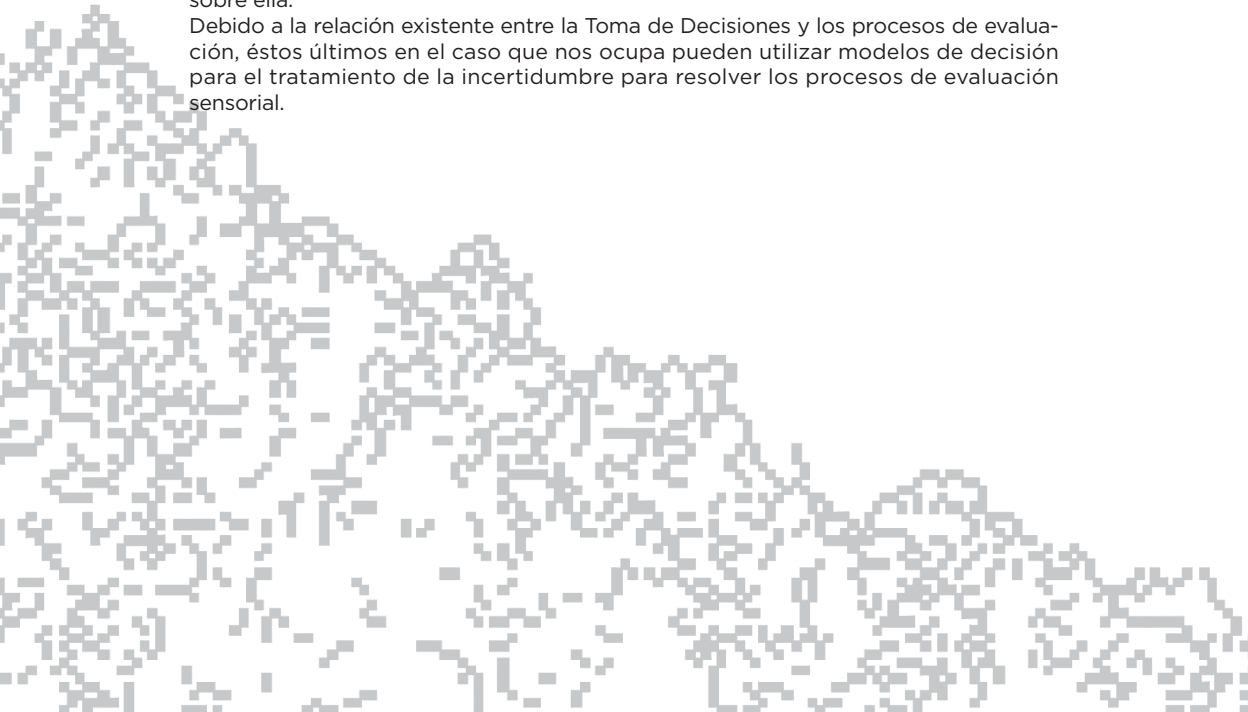 sobre ella.
Debido a la relación existente entre la Toma de Decisiones y los procesos de evalua-
ción, éstos últimos en el caso que nos ocupa pueden utilizar modelos de decisión
para el tratamiento de la incertidumbre para resolver los procesos de evaluación
sensorial.